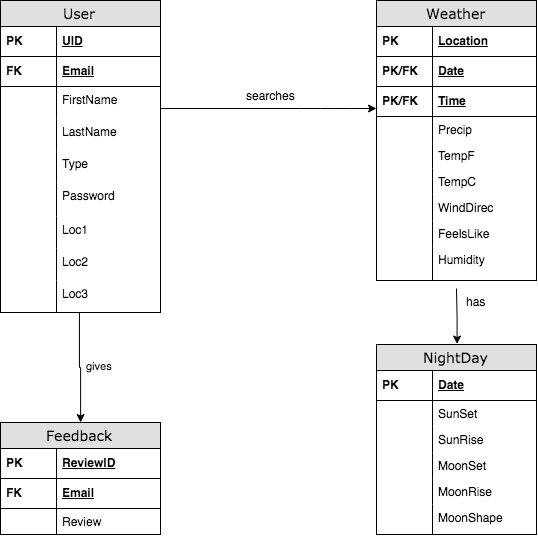 User
PK UID
FK Email
FirstName
LastName
Type
Password
Loc1
Loc2
Loc3
searches
Weather
PK Location
PK/FK Date
PK/FK Time
Precip
TempF
TempC
WindDirec
FeelsLike
Humidity
gives
has
Feedback
PK ReviewID
FK Email
Review
NightDay
PK Date
SunSet
SunRise
MoonSet
MoonRise
MoonShape